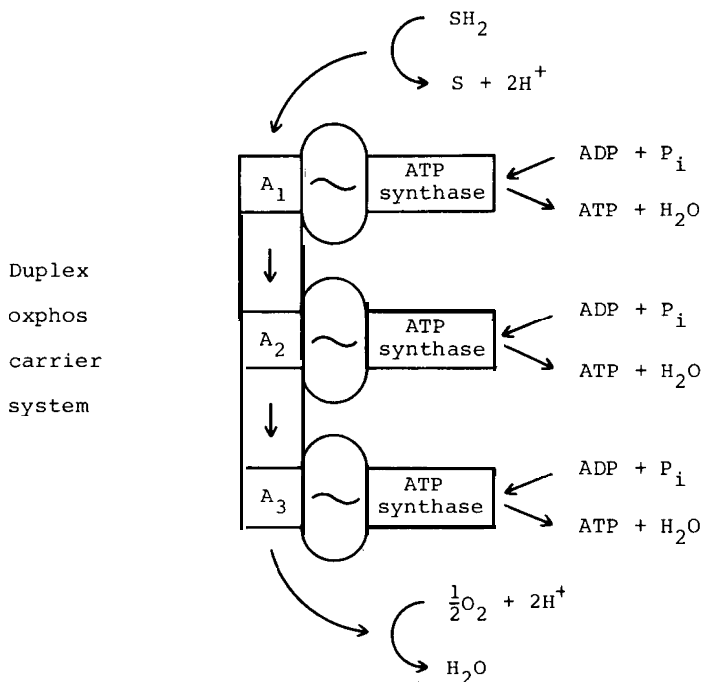 SH₂
S + 2H⁺
A₁
~
ATP
synthase
ADP + Pᵢ
ATP + H₂O
Duplex
oxphos
carrier
system
A₂
~
ATP
synthase
ADP + Pᵢ
ATP + H₂O
A₃
~
ATP
synthase
ADP + Pᵢ
ATP + H₂O
½O₂ + 2H⁺
H₂O